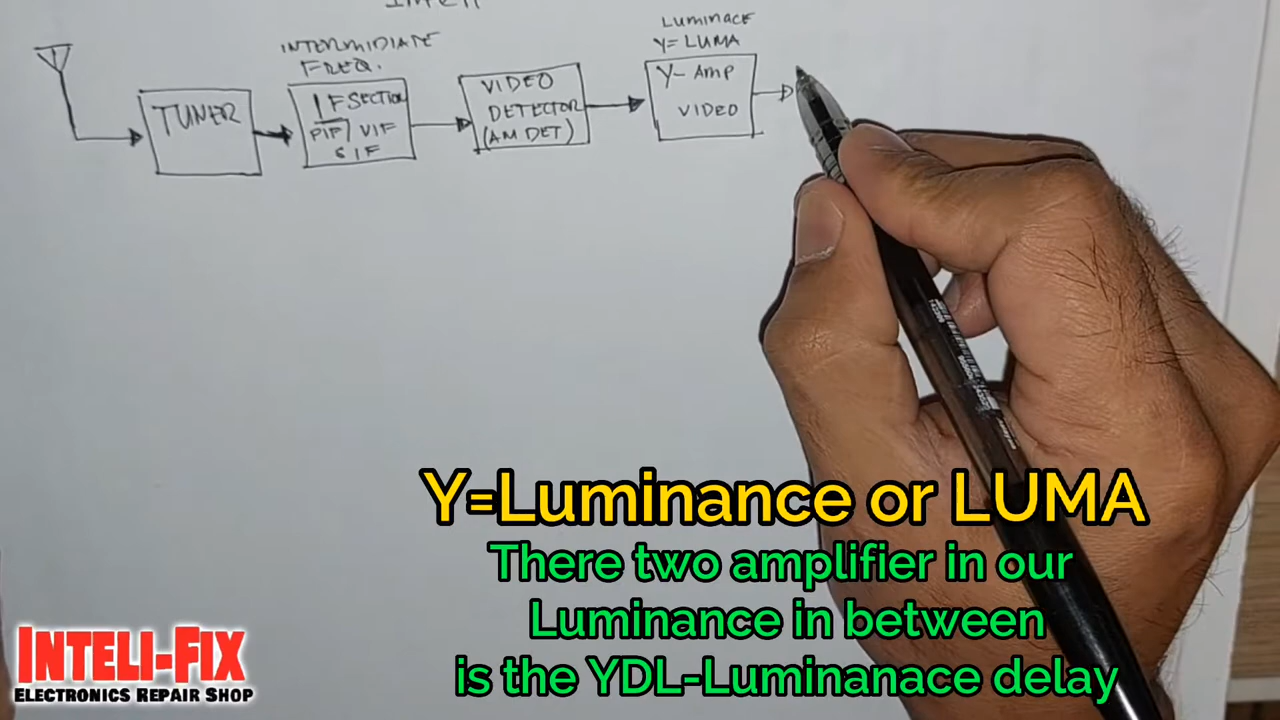 INTERMIDIATE
FREQ.
LUMINACE
Y=LUMA
TUNER
IF SECTION
PIF/ VIF
SIF
VIDEO
DETECTOR
(AM DET)
Y-AMP
VIDEO
Y=Luminance or LUMA
There two amplifier in our
Luminance in between
is the YDL-Luminanace delay
INTELI-FIX
ELECTRONICS REPAIR SHOP